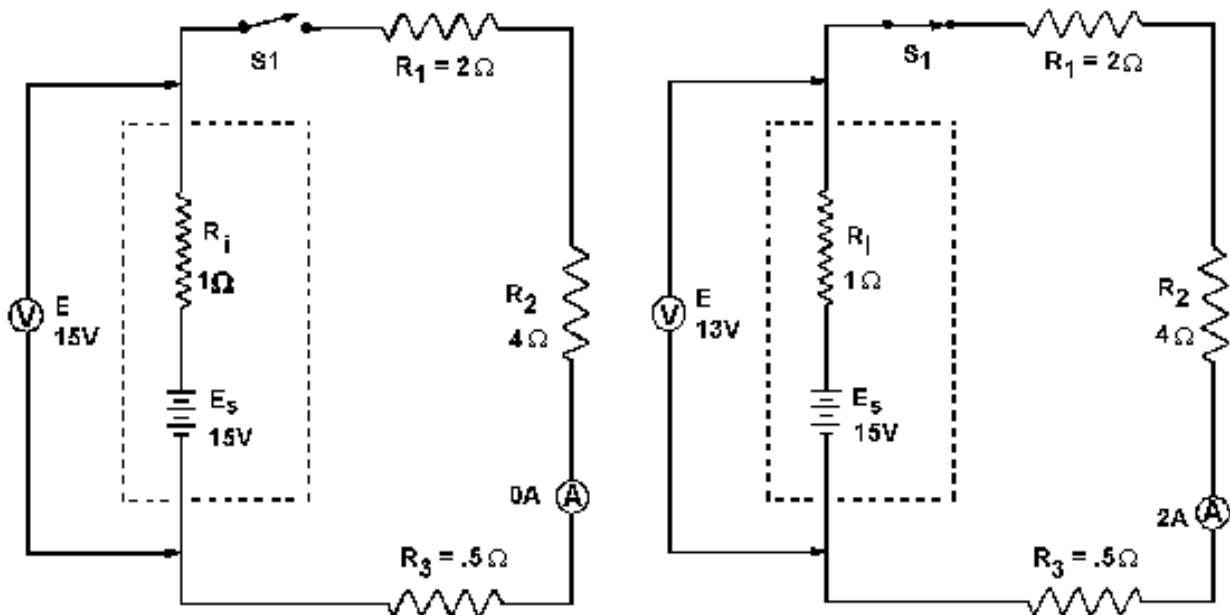 S1
R1 = 2Ω
V
E
15V
Ri
1Ω
R2
4Ω
Es
15V
0A
A
R3 = .5Ω
S1
R1 = 2Ω
V
E
13V
RI
1Ω
R2
4Ω
Es
15V
2A
A
R3 = .5Ω